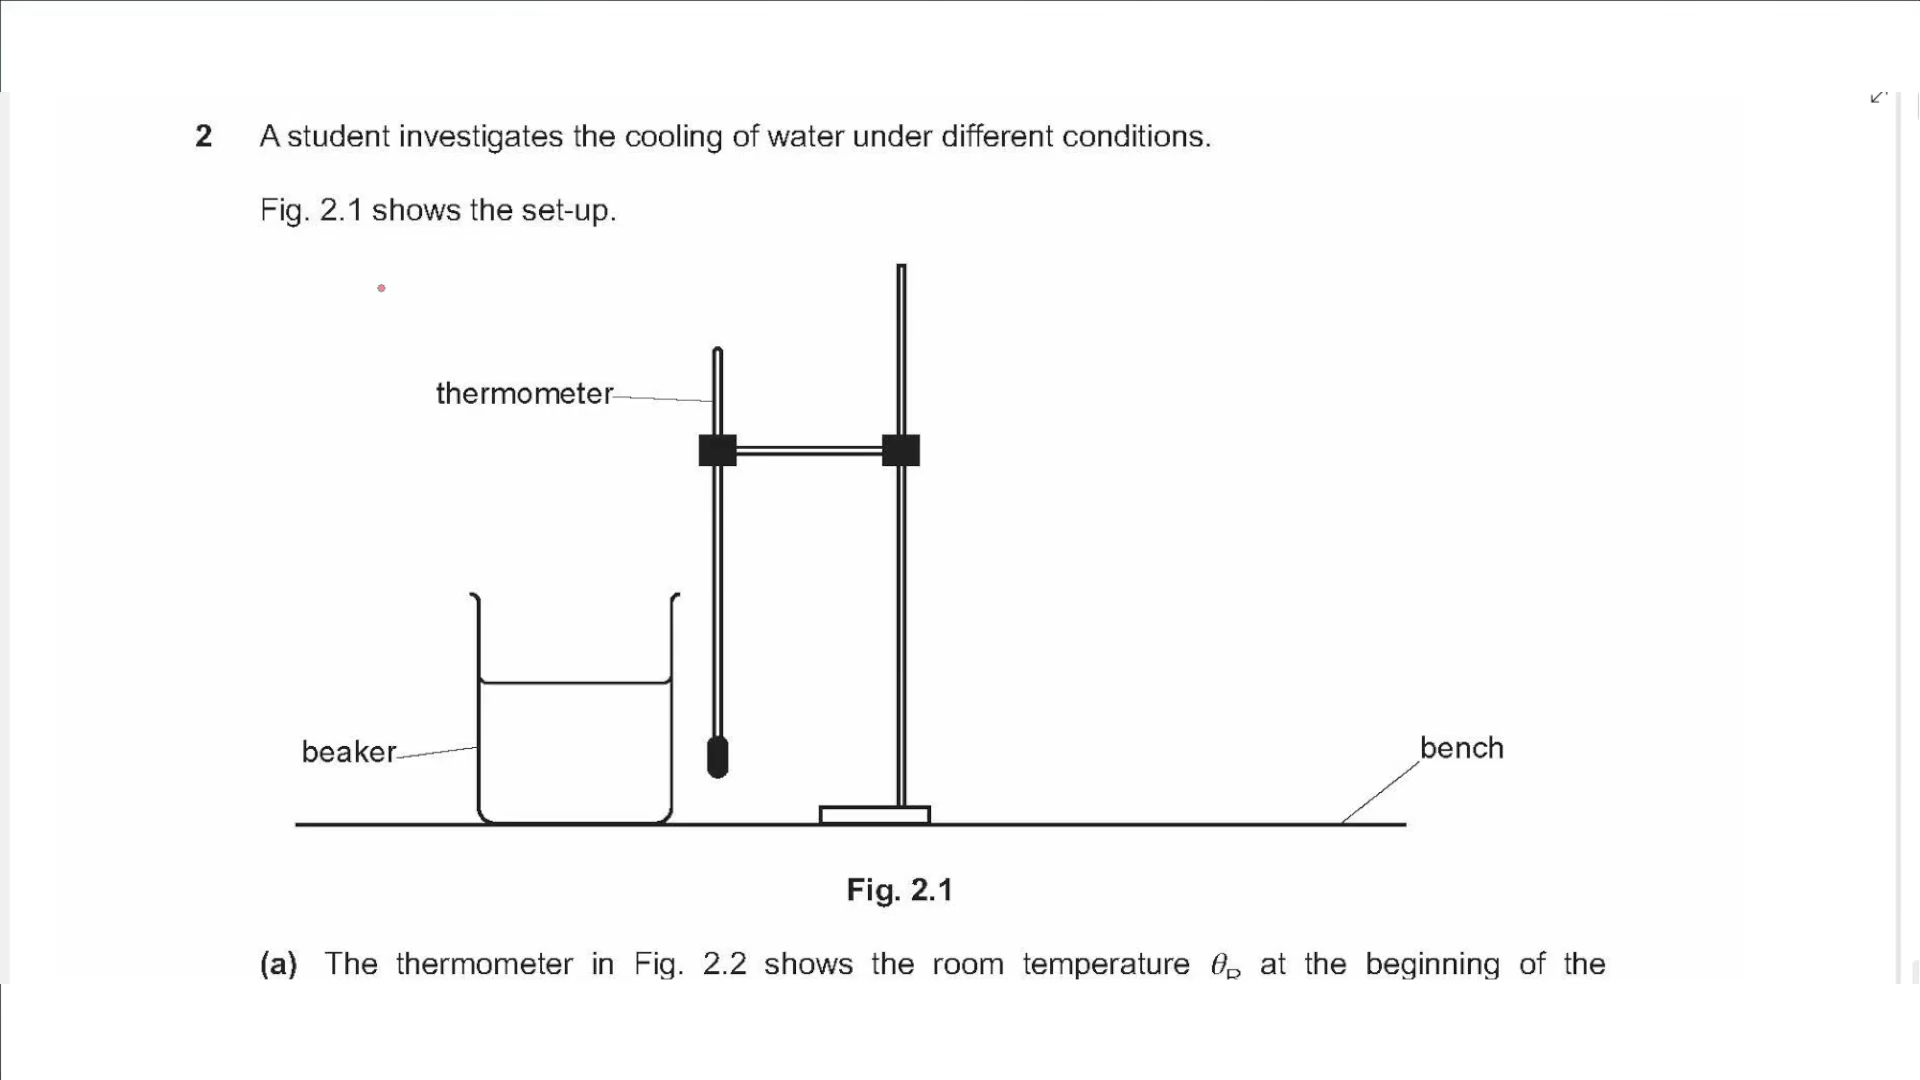 2 A student investigates the cooling of water under different conditions.
Fig. 2.1 shows the set-up.
thermometer
beaker
bench
Fig. 2.1
(a) The thermometer in Fig. 2.2 shows the room temperature θR at the beginning of the